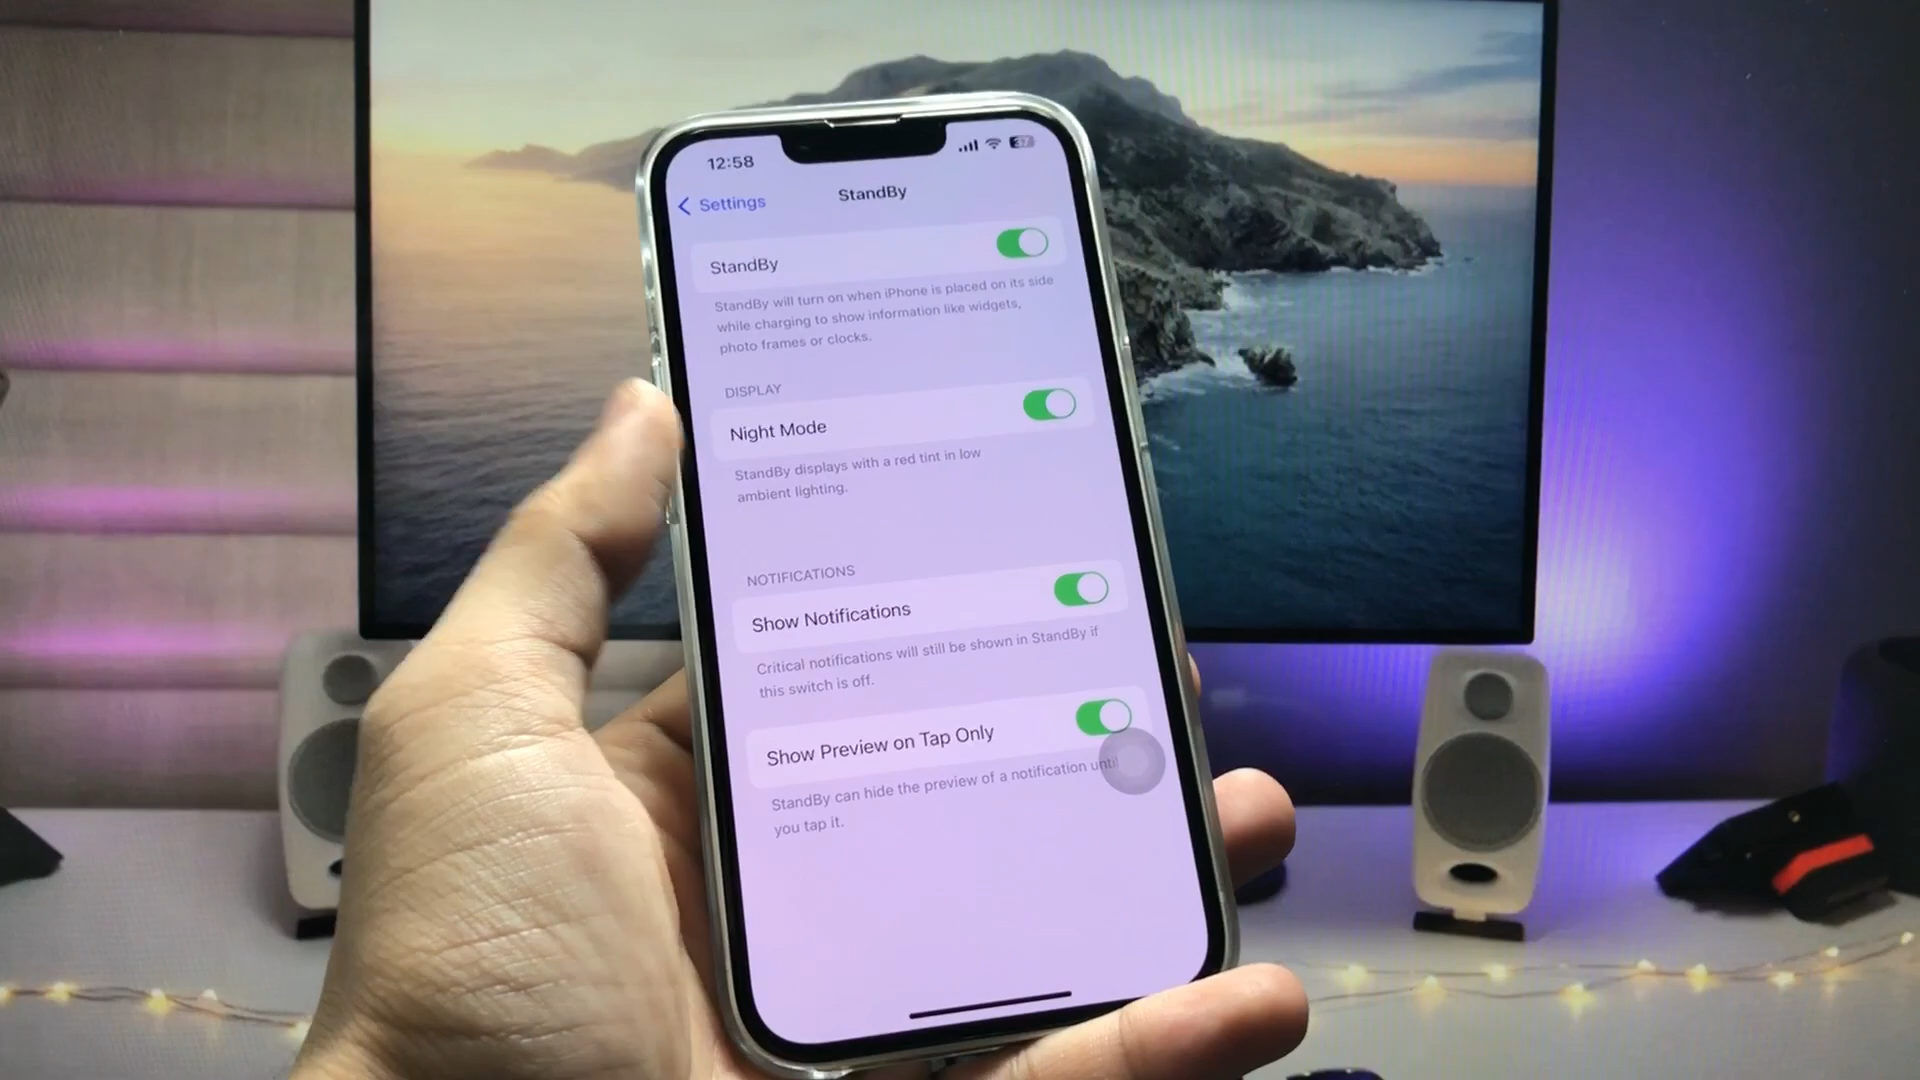 12:58
37
Settings
StandBy
StandBy
StandBy will turn on when iPhone is placed on its side
while charging to show information like widgets,
photo frames or clocks.
DISPLAY
Night Mode
StandBy displays with a red tint in low
ambient lighting.
NOTIFICATIONS
Show Notifications
Critical notifications will still be shown in StandBy if
this switch is off.
Show Preview on Tap Only
StandBy can hide the preview of a notification until
you tap it.